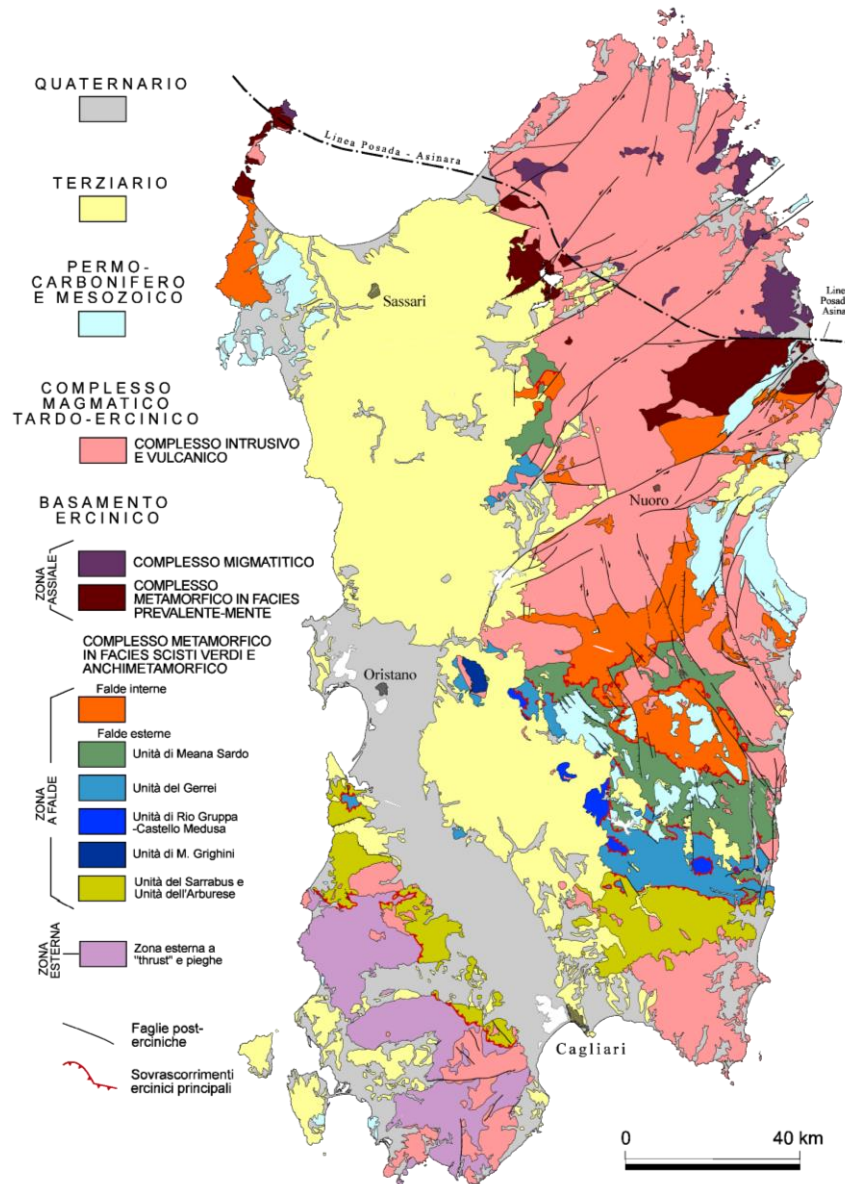 QUATERNARIO
TERZIARIO
PERMO-
CARBONIFERO
E MESOZOICO
COMPLESSO
MAGMATICO
TARDO-ERCINICO
COMPLESSO INTRUSIVO
E VULCANICO
BASAMENTO
ERCINICO
ZONA
ASSIALE
COMPLESSO MIGMATITICO
COMPLESSO
METAMORFICO IN FACIES
PREVALENTE-MENTE
COMPLESSO METAMORFICO
IN FACIES SCISTI VERDI E
ANCHIMETAMORFICO
ZONA
A FALDE
Falde interne
Falde esterne
Unità di Meana Sardo
Unità del Gerrei
Unità di Rio Gruppa
-Castello Medusa
Unità di M. Grighini
Unità del Sarrabus e
Unità dell'Arburese
ZONA
ESTERNA
Zona esterna a
"thrust" e pieghe
Faglie post-
erciniche
Sovrascorrimenti
ercinici principali
Linea Posada - Asinara
Sassari
Linea
Posada
Asinara
Nuoro
Oristano
Cagliari
0 40 km